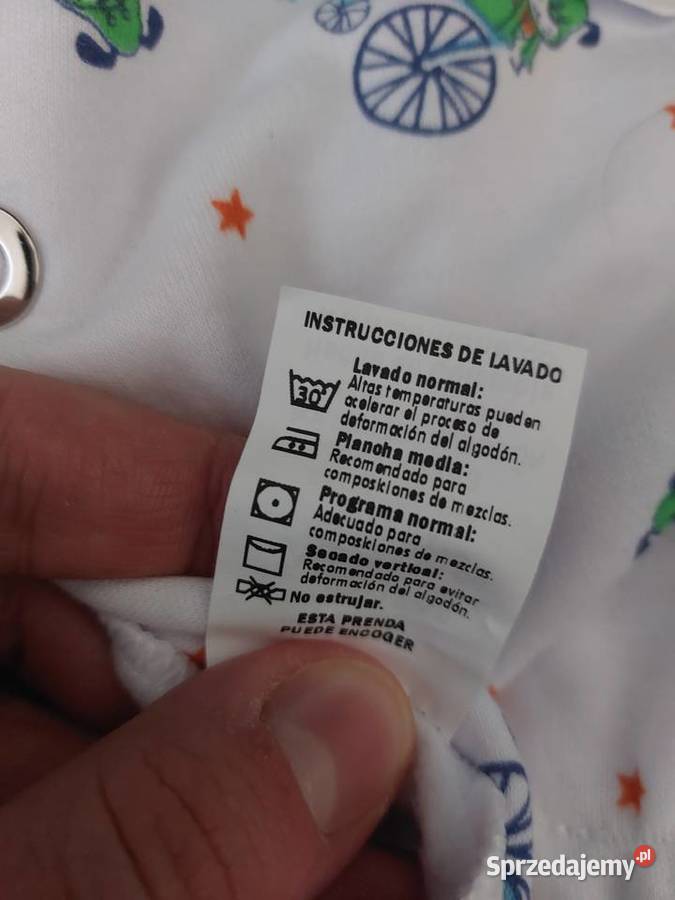 INSTRUCCIONES DE LAVADO
Lavado normal:
30
Altas temperaturas pueden
acelerar el proceso de
deformación del algodón.
Plancha media:
Recomendado para
composiciones de mezclas.
Programa normal:
Adecuado para
composiciones de mezclas.
Secado vertical:
Recomendado para evitar
deformación del algodón.
No estrujar.
ESTA PRENDA
PUEDE ENCOGER
Sprzedajemy.pl